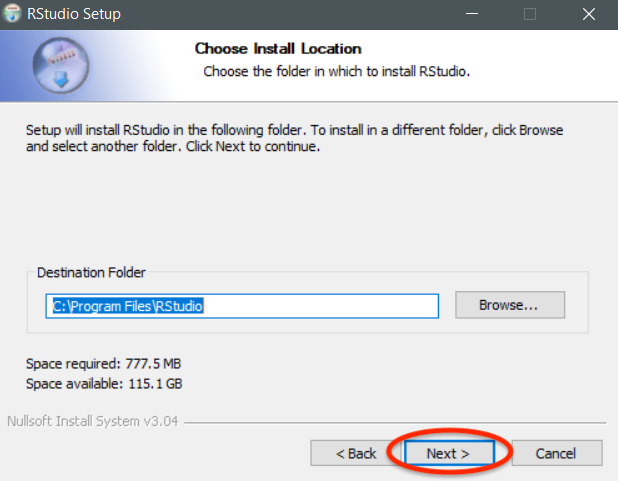 RStudio Setup
Choose Install Location
Choose the folder in which to install RStudio.
Setup will install RStudio in the following folder. To install in a different folder, click Browse
and select another folder. Click Next to continue.
Destination Folder
C:\Program Files\RStudio
Browse...
Space required: 777.5 MB
Space available: 115.1 GB
Nullsoft Install System v3.04
< Back
Next >
Cancel